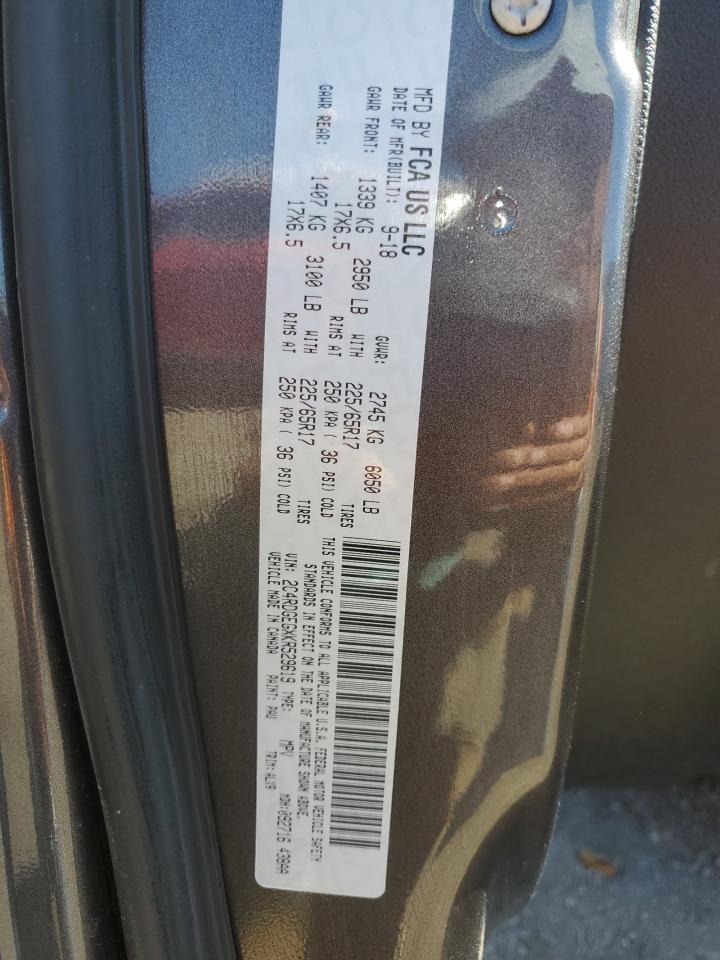 MFD BY FCA US LLC
DATE OF MFR(BUILT): 9-18 GVWR: 2745 KG 6050 LB
GAWR FRONT: 1339 KG 2950 LB WITH 225/65R17 TIRES
17X6.5 RIMS AT 250 KPA ( 36 PSI) COLD
GAWR REAR: 1407 KG 3100 LB WITH 225/65R17 TIRES
17X6.5 RIMS AT 250 KPA ( 36 PSI) COLD
THIS VEHICLE CONFORMS TO ALL APPLICABLE U.S.A. FEDERAL MOTOR VEHICLE SAFETY
STANDARDS IN EFFECT ON THE DATE OF MANUFACTURE SHOWN ABOVE.
VIN: 2C4RDGEGXKR529619 TYPE: MPV MDH:092716 438AA
VEHICLE MADE IN CANADA PAINT: PAU TRIM: